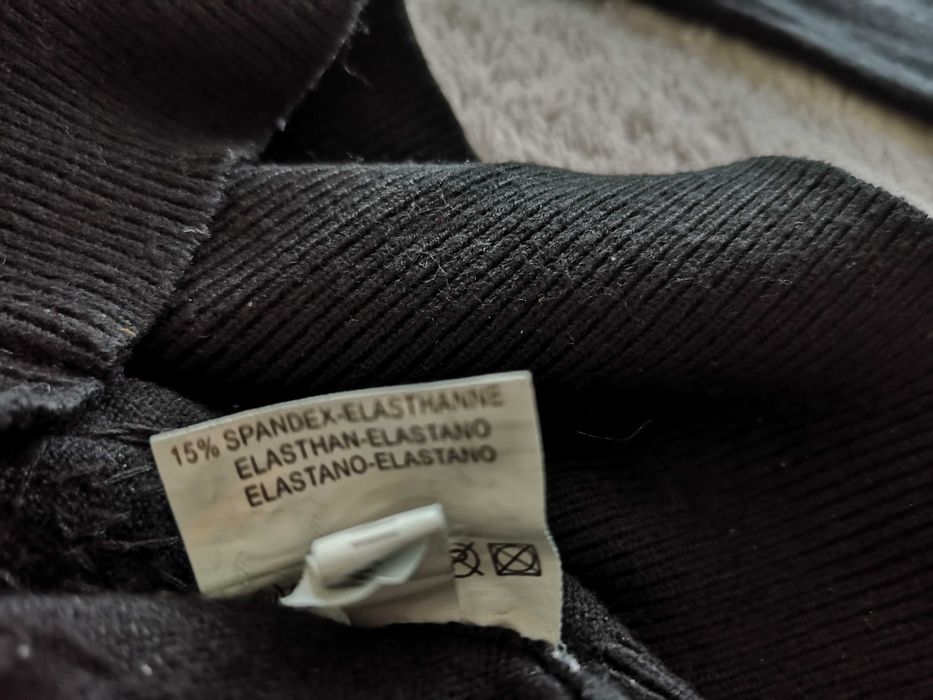 15% SPANDEX-ELASTHANNE
ELASTHAN-ELASTANO
ELASTANO-ELASTANO